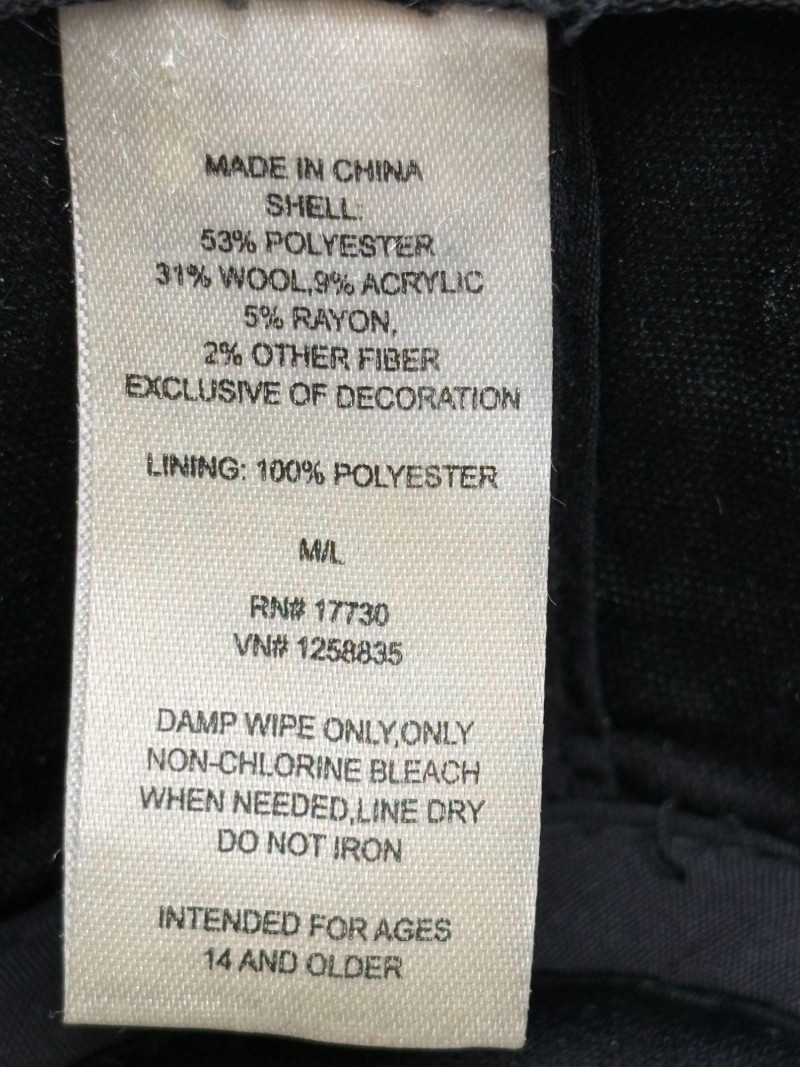 MADE IN CHINA
SHELL:
53% POLYESTER
31% WOOL,9% ACRYLIC
5% RAYON,
2% OTHER FIBER
EXCLUSIVE OF DECORATION
LINING: 100% POLYESTER
M/L
RN# 17730
VN# 1258835
DAMP WIPE ONLY,ONLY
NON-CHLORINE BLEACH
WHEN NEEDED,LINE DRY
DO NOT IRON
INTENDED FOR AGES
14 AND OLDER